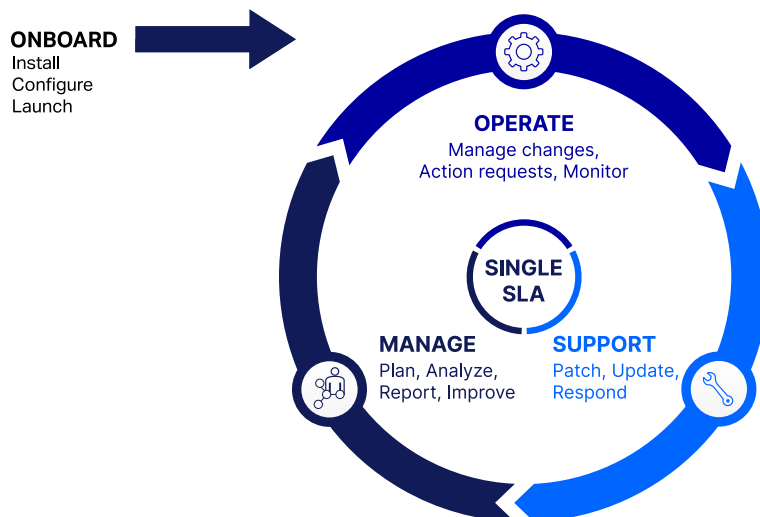 ONBOARD
Install
Configure
Launch
OPERATE
Manage changes,
Action requests, Monitor
SINGLE
SLA
MANAGE
Plan, Analyze,
Report, Improve
SUPPORT
Patch, Update,
Respond